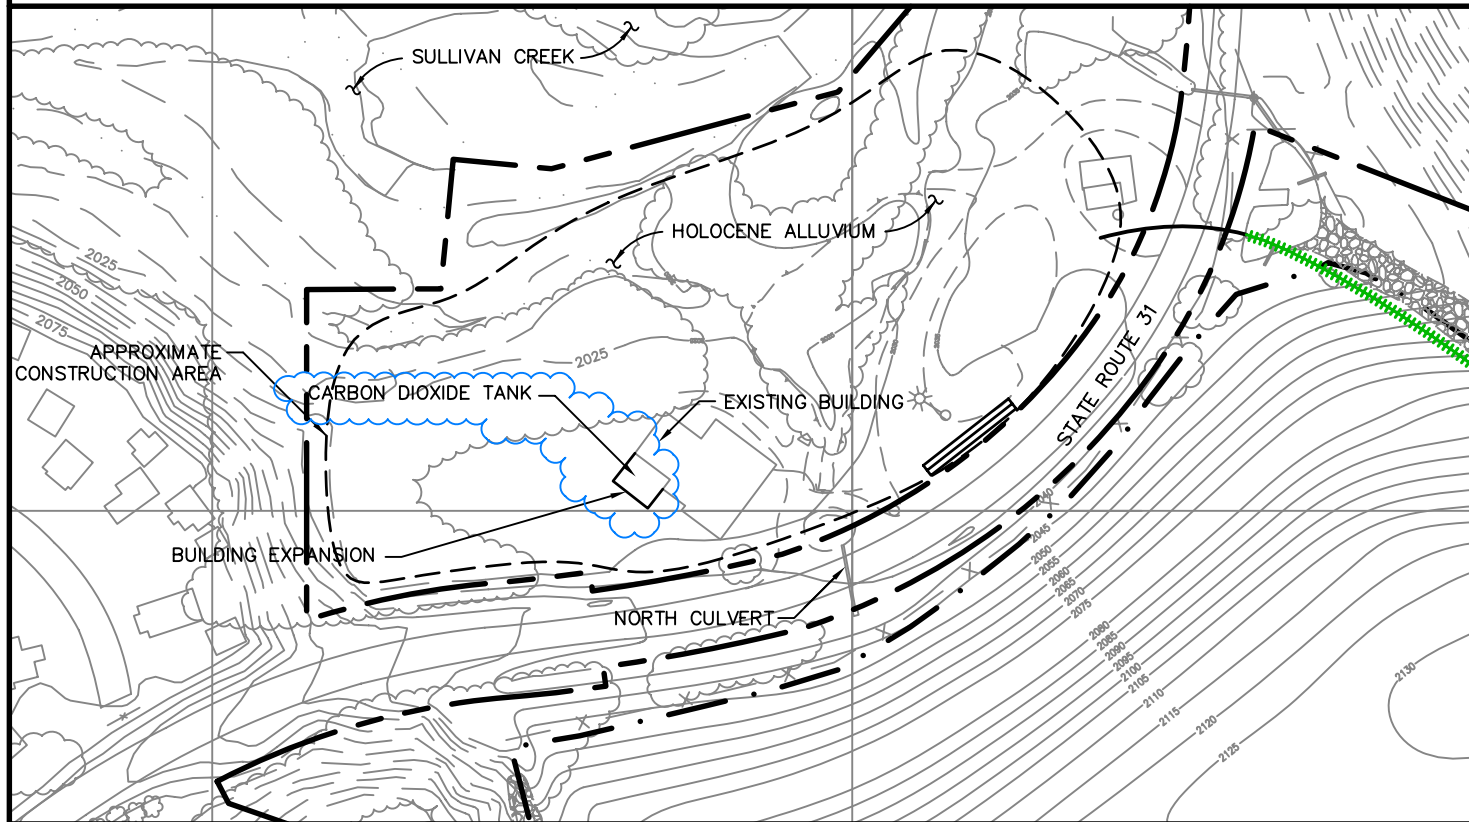 SULLIVAN CREEK
HOLOCENE ALLUVIUM
2025
2050
2075
APPROXIMATE
CONSTRUCTION AREA
2025
CARBON DIOXIDE TANK
EXISTING BUILDING
STATE ROUTE 31
BUILDING EXPANSION
NORTH CULVERT
2040
2045
2050
2055
2060
2065
2070
2075
2080
2085
2090
2095
2100
2105
2110
2115
2120
2125
2130